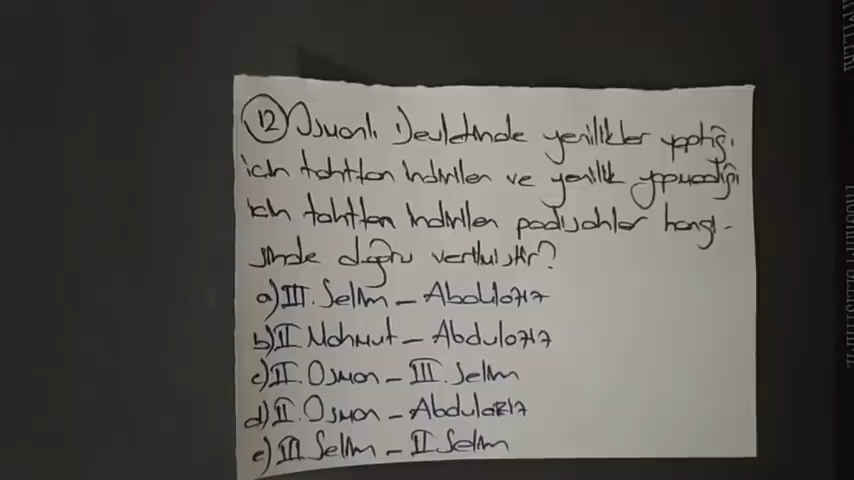 12 Osmanlı Devletinde yenilikler yaptığı
için tahttan indirilen ve yenilik yapmadığı
için tahttan indirilen padişahlar hangi-
sinde doğru verilmiştir?
a) III. Selim - Abdülaziz
b) II Mahmut - Abdulaziz
c) II. Osman - III. Selim
d) II. Osman - Abdulaziz
e) III Selim - II. Selim